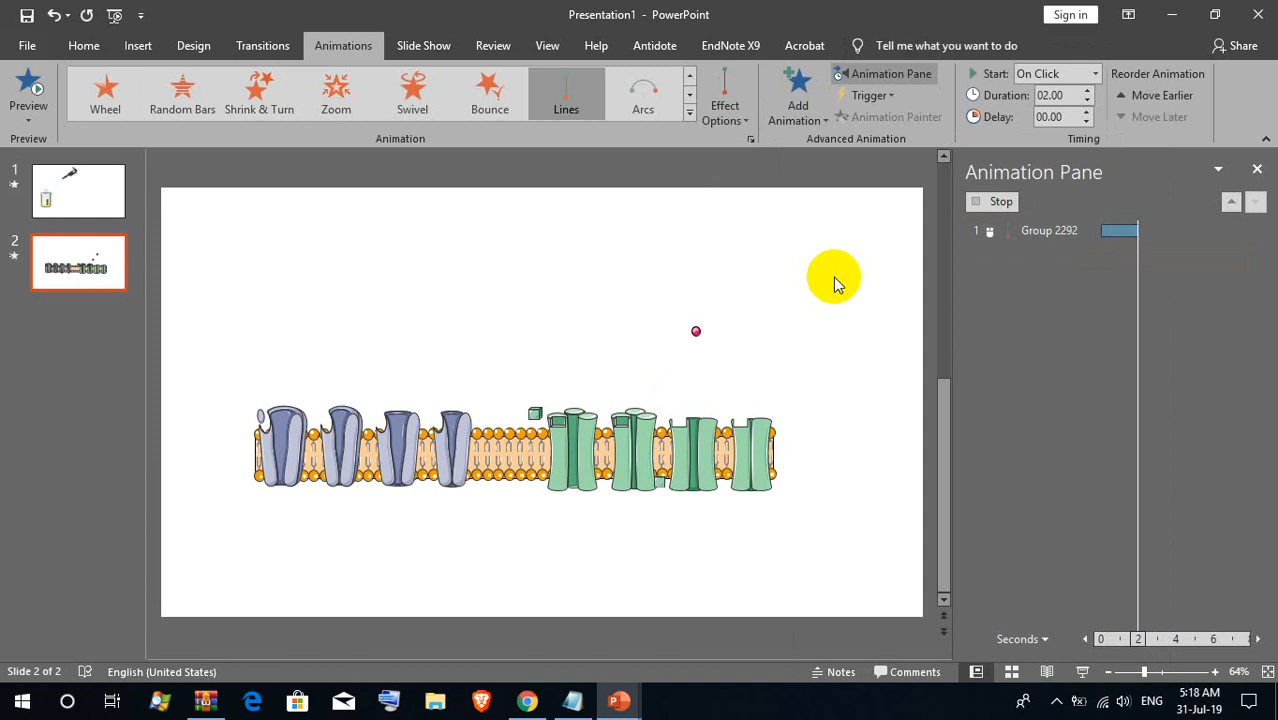 Presentation1 - PowerPoint
Sign in
File Home Insert Design Transitions Animations Slide Show Review View Help Antidote EndNote X9 Acrobat Tell me what you want to do Share
Preview
Wheel Random Bars Shrink & Turn Zoom Swivel Bounce Lines Arcs
Effect Options
Add Animation
Animation Pane
Trigger
Animation Painter
Start: On Click
Duration: 02.00
Delay: 00.00
Reorder Animation
Move Earlier
Move Later
Preview Animation Advanced Animation Timing
1
2
Animation Pane
Stop
1 Group 2292
Seconds 0 2 4 6
Slide 2 of 2 English (United States) Notes Comments 64%
ENG
5:18 AM
31-Jul-19